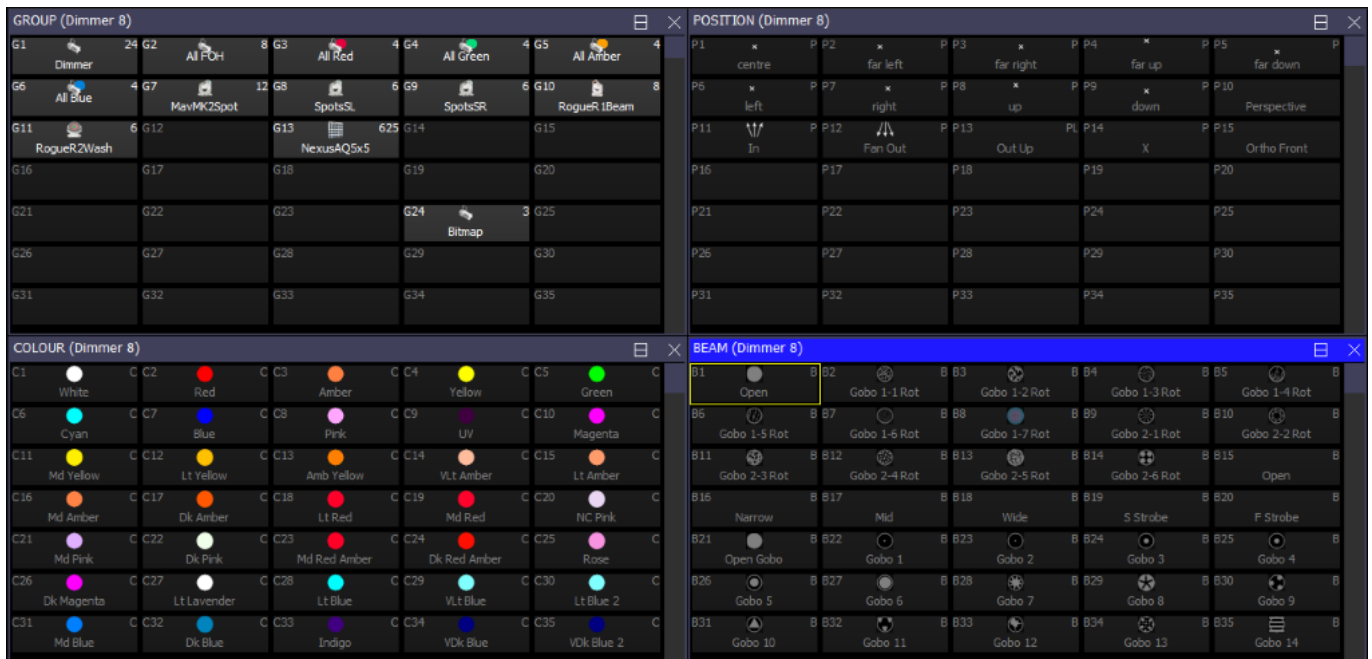 GROUP (Dimmer 8)
G1 24 G2 8 G3 4 G4 4 G5 4
Dimmer All FOH All Red All Green All Amber
G6 4 G7 12 G8 6 G9 6 G10 8
All Blue MavMK2Spot SpotsSL SpotsSR RogueR1Beam
G11 6 G12 G13 625 G14 G15
RogueR2Wash NexusAQ5x5
G16 G17 G18 G19 G20
G21 G22 G23 G24 3 G25
Bitmap
G26 G27 G28 G29 G30
G31 G32 G33 G34 G35
POSITION (Dimmer 8)
P1 P P2 P P3 P P4 P P5 P
centre far left far right far up far down
P6 P P7 P P8 P P9 P P10
left right up down Perspective
P11 P P12 P P13 PL P14 P P15
In Fan Out Out Up X Ortho Front
P16 P17 P18 P19 P20
P21 P22 P23 P24 P25
P26 P27 P28 P29 P30
P31 P32 P33 P34 P35
COLOUR (Dimmer 8)
C1 C C2 C C3 C C4 C C5 C
White Red Amber Yellow Green
C6 C C7 C C8 C C9 C C10 C
Cyan Blue Pink UV Magenta
C11 C C12 C C13 C C14 C C15 C
Md Yellow Lt Yellow Amb Yellow VLt Amber Lt Amber
C16 C C17 C C18 C C19 C C20 C
Md Amber Dk Amber Lt Red Md Red NC Pink
C21 C C22 C C23 C C24 C C25 C
Md Pink Dk Pink Md Red Amber Dk Red Amber Rose
C26 C C27 C C28 C C29 C C30 C
Dk Magenta Lt Lavender Lt Blue VLt Blue Lt Blue 2
C31 C C32 C C33 C C34 C C35 C
Md Blue Dk Blue Indigo VDk Blue VDk Blue 2
BEAM (Dimmer 8)
B1 B B2 B B3 B B4 B B5 B
Open Gobo 1-1 Rot Gobo 1-2 Rot Gobo 1-3 Rot Gobo 1-4 Rot
B6 B B7 B B8 B B9 B B10 B
Gobo 1-5 Rot Gobo 1-6 Rot Gobo 1-7 Rot Gobo 2-1 Rot Gobo 2-2 Rot
B11 B B12 B B13 B B14 B B15 B
Gobo 2-3 Rot Gobo 2-4 Rot Gobo 2-5 Rot Gobo 2-6 Rot Open
B16 B B17 B B18 B B19 B B20 B
Narrow Mid Wide S Strobe F Strobe
B21 B B22 B B23 B B24 B B25 B
Open Gobo Gobo 1 Gobo 2 Gobo 3 Gobo 4
B26 B B27 B B28 B B29 B B30 B
Gobo 5 Gobo 6 Gobo 7 Gobo 8 Gobo 9
B31 B B32 B B33 B B34 B B35 B
Gobo 10 Gobo 11 Gobo 12 Gobo 13 Gobo 14